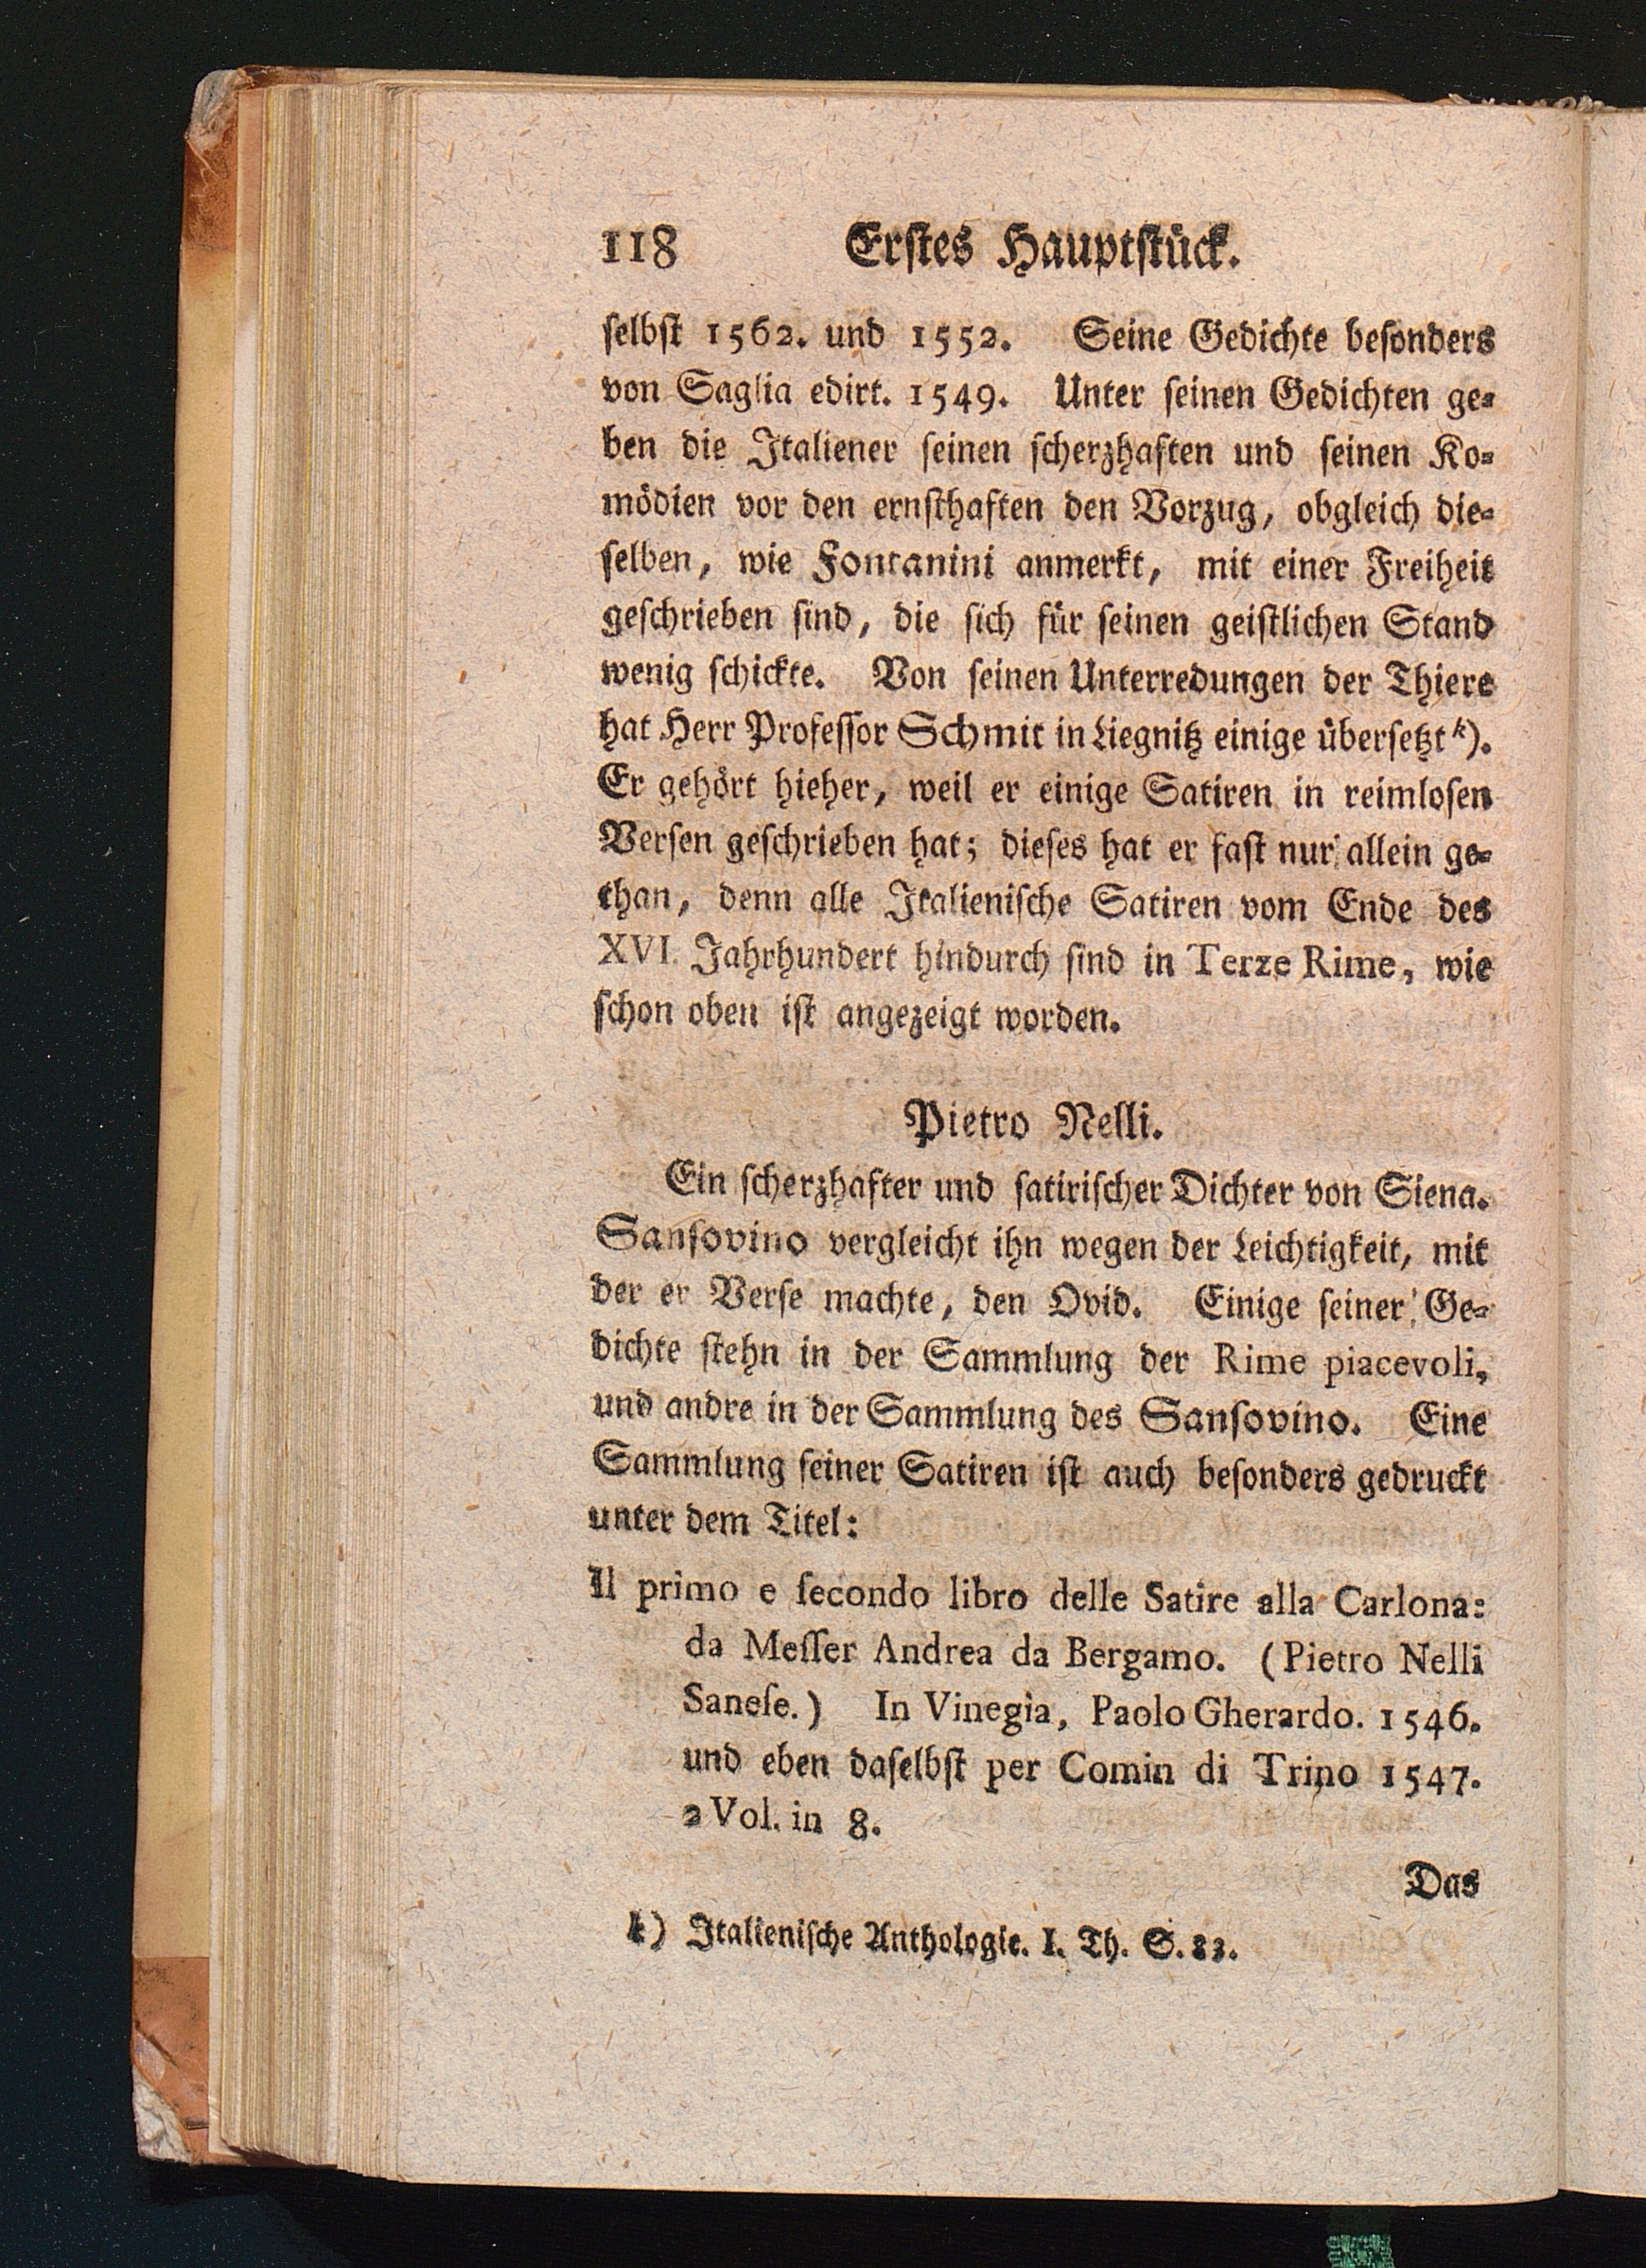 118 Erſtes Hauptſtück.
ſelbſt 1562. und 1552. Seine Gedichte beſonders
von Saglia edirt. 1549. Unter ſeinen Gedichten ge⸗
ben die Italiener ſeinen ſcherzhaften und ſeinen Ko⸗
mödien vor den ernſthaften den Vorzug, obgleich die⸗
ſelben, wie Fontanini anmerkt, mit einer Freiheit
geſchrieben ſind, die ſich für ſeinen geiſtlichen Stand
wenig ſchickte. Von ſeinen Unterredungen der Thiere
hat Herr Profeſſor Schmit in Liegnitz einige überſetzt k).
Er gehört hieher, weil er einige Satiren in reimloſen
Verſen geſchrieben hat; dieſes hat er faſt nur allein ge⸗
than, denn alle Italieniſche Satiren vom Ende des
XVI. Jahrhundert hindurch ſind in Terze Rime, wie
ſchon oben iſt angezeigt worden.
Pietro Nelli.
Ein ſcherzhafter und ſatiriſcher Dichter von Siena.
Sanſovino vergleicht ihn wegen der Leichtigkeit, mit
der er Verſe machte, den Ovid. Einige ſeiner Ge⸗
dichte ſtehn in der Sammlung der Rime piacevoli,
und andre in der Sammlung des Sanſovino. Eine
Sammlung ſeiner Satiren iſt auch beſonders gedruckt
unter dem Titel:
Il primo e ſecondo libro delle Satire alla Carlona:
da Meſſer Andrea da Bergamo. (Pietro Nelli
Saneſe.) In Vinegia, Paolo Gherardo. 1546.
und eben daſelbſt per Comin di Trino 1547.
2 Vol. in 8.
Das
k) Italieniſche Anthologie. I. Th. S.